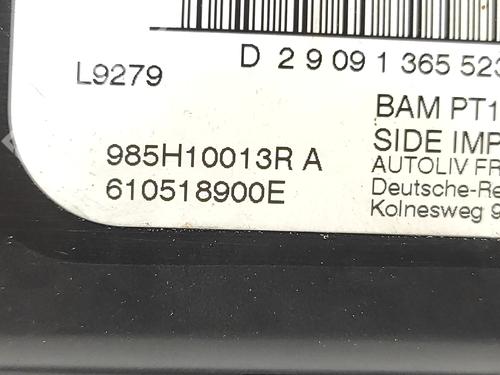 D 2 9 09 1 365 523
L9279
BAM PT1
SIDE IMP
985H10013R A
AUTOLIV FR
610518900E
Deutsche-Re
Kolnesweg 9